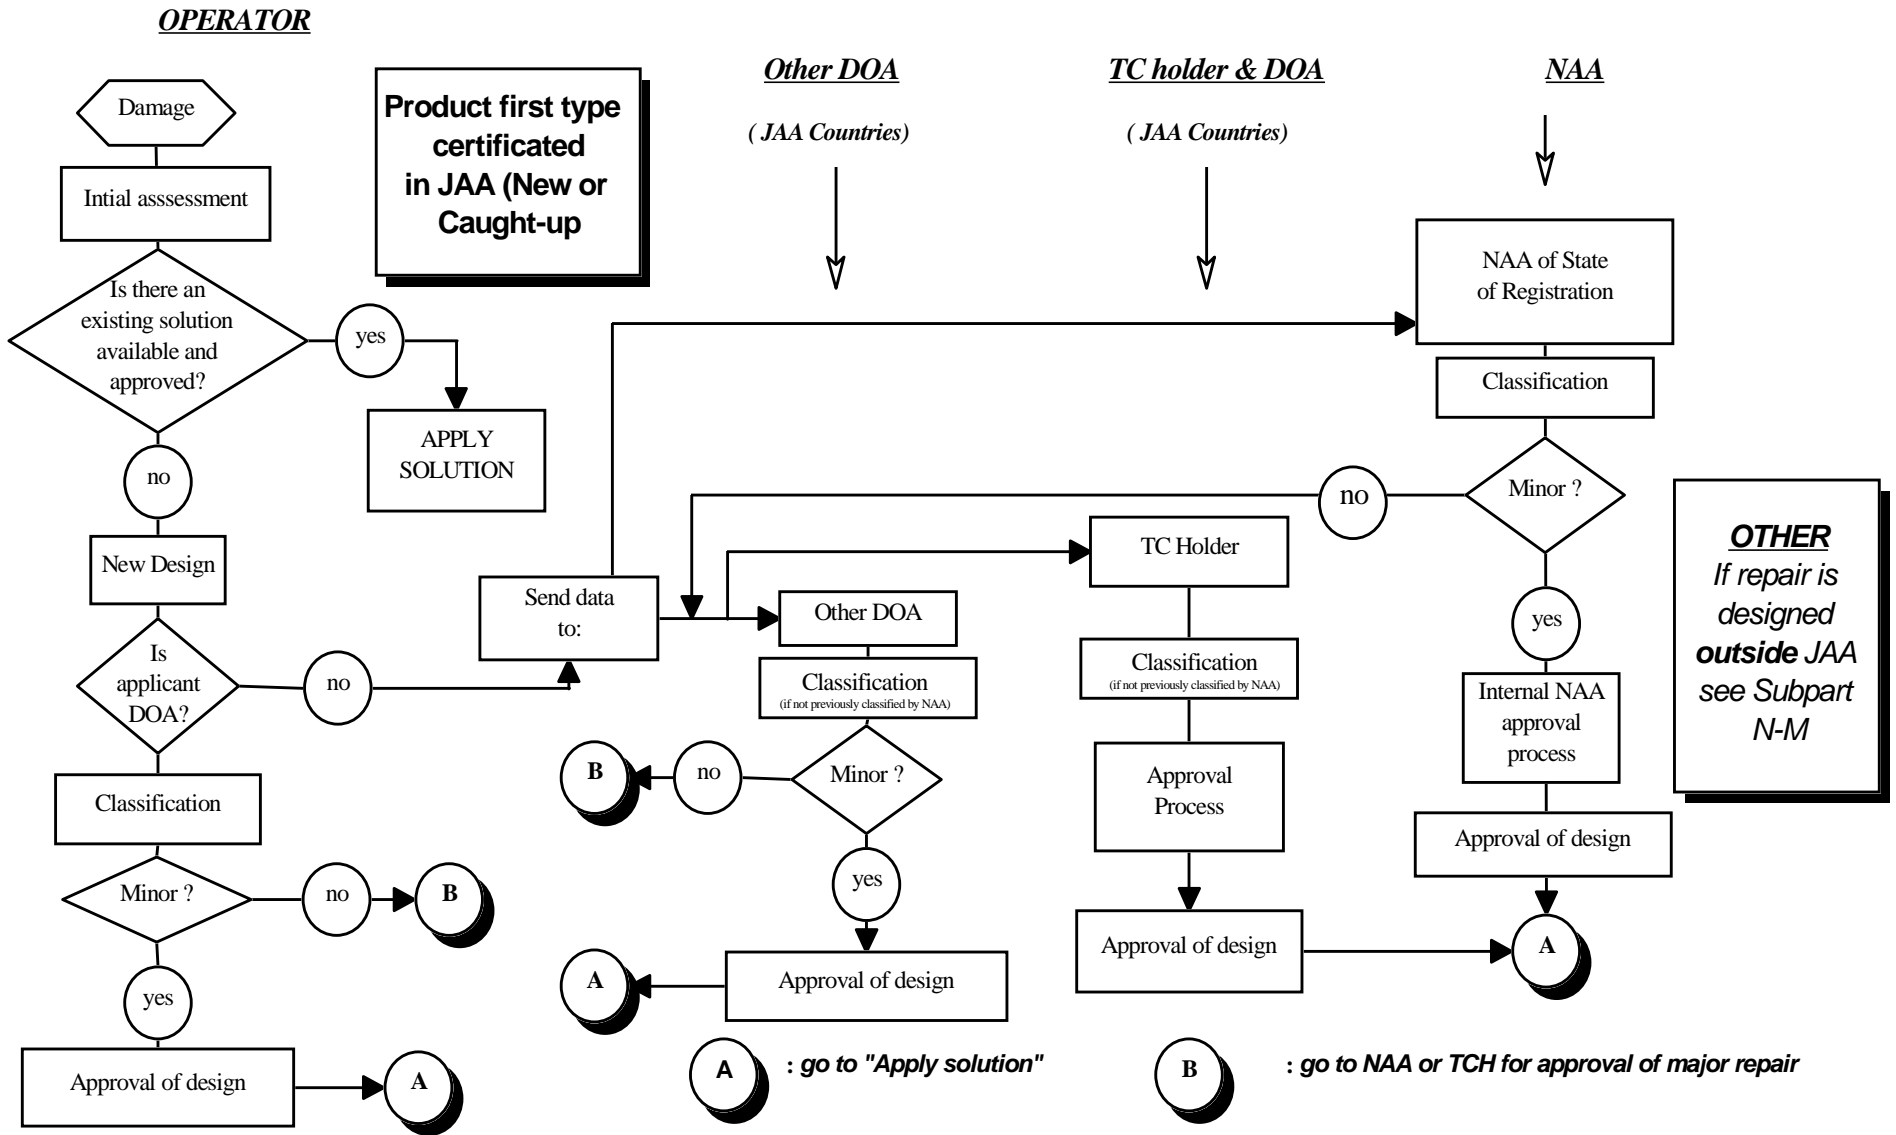 OPERATOR
Damage
Intial asssessment
Is there an
existing solution
available and
approved?
yes
APPLY
SOLUTION
no
New Design
Is
applicant
DOA?
no
Classification
Minor ?
no
B
yes
Approval of design
A
Product first type
certificated
in JAA (New or
Caught-up
Send data
to:
Other DOA
( JAA Countries)
Other DOA
Classification
(if not previously classified by NAA)
Minor ?
no
B
yes
Approval of design
A
TC holder & DOA
( JAA Countries)
TC Holder
Classification
(if not previously classified by NAA)
Approval
Process
Approval of design
NAA
NAA of State
of Registration
Classification
Minor ?
no
yes
Internal NAA
approval
process
Approval of design
A
OTHER
If repair is
designed
outside JAA
see Subpart
N-M
A
: go to "Apply solution"
B
: go to NAA or TCH for approval of major repair